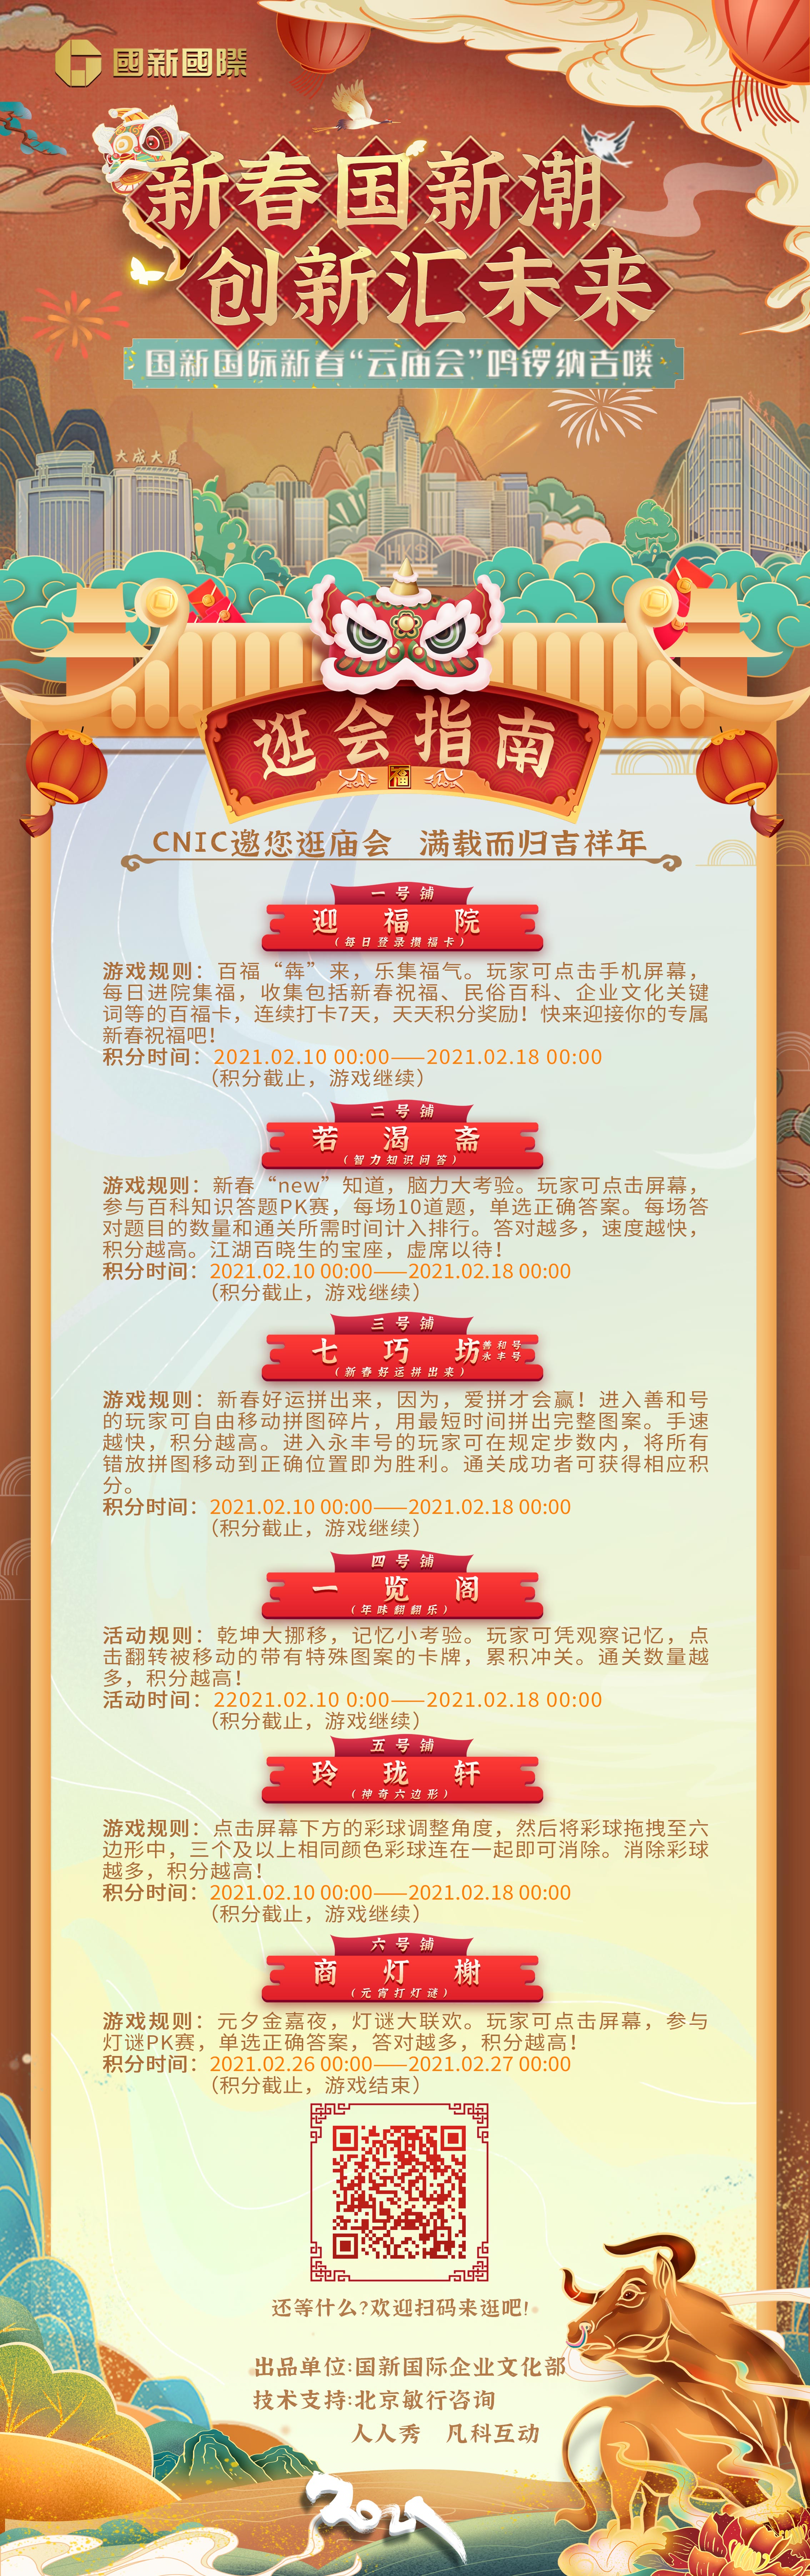 國新國際
新春国新潮
创新汇未来
国新国际新春“云庙会”鸣锣纳吉喽
大成大厦
逛会指南
福
CNIC邀您逛庙会 满载而归吉祥年
一号铺
迎福院
(每日登录攒福卡)
游戏规则：百福“犇”来，乐集福气。玩家可点击手机屏幕，
每日进院集福，收集包括新春祝福、民俗百科、企业文化关键
词等的百福卡，连续打卡7天，天天积分奖励！快来迎接你的专属
新春祝福吧！
积分时间：2021.02.10 00:00——2021.02.18 00:00
（积分截止，游戏继续）
二号铺
若渴斋
(智力知识问答)
游戏规则：新春“new”知道，脑力大考验。玩家可点击屏幕，
参与百科知识答题PK赛，每场10道题，单选正确答案。每场答
对题目的数量和通关所需时间计入排行。答对越多，速度越快，
积分越高。江湖百晓生的宝座，虚席以待！
积分时间：2021.02.10 00:00——2021.02.18 00:00
（积分截止，游戏继续）
三号铺
七巧坊
善和号
永丰号
(新春好运拼出来)
游戏规则：新春好运拼出来，因为，爱拼才会赢！进入善和号
的玩家可自由移动拼图碎片，用最短时间拼出完整图案。手速
越快，积分越高。进入永丰号的玩家可在规定步数内，将所有
错放拼图移动到正确位置即为胜利。通关成功者可获得相应积
分。
积分时间：2021.02.10 00:00——2021.02.18 00:00
（积分截止，游戏继续）
四号铺
一览阁
(年味翻翻乐)
活动规则：乾坤大挪移，记忆小考验。玩家可凭观察记忆，点
击翻转被移动的带有特殊图案的卡牌，累积冲关。通关数量越
多，积分越高！
活动时间：22021.02.10 0:00——2021.02.18 00:00
（积分截止，游戏继续）
五号铺
玲珑轩
(神奇六边形)
游戏规则：点击屏幕下方的彩球调整角度，然后将彩球拖拽至六
边形中，三个及以上相同颜色彩球连在一起即可消除。消除彩球
越多，积分越高！
积分时间：2021.02.10 00:00——2021.02.18 00:00
（积分截止，游戏继续）
六号铺
商灯榭
(元宵打灯谜)
游戏规则：元夕金嘉夜，灯谜大联欢。玩家可点击屏幕，参与
灯谜PK赛，单选正确答案，答对越多，积分越高！
积分时间：2021.02.26 00:00——2021.02.27 00:00
（积分截止，游戏结束）
还等什么?欢迎扫码来逛吧!
出品单位:国新国际企业文化部
技术支持:北京敏行咨询
人人秀 凡科互动
2021